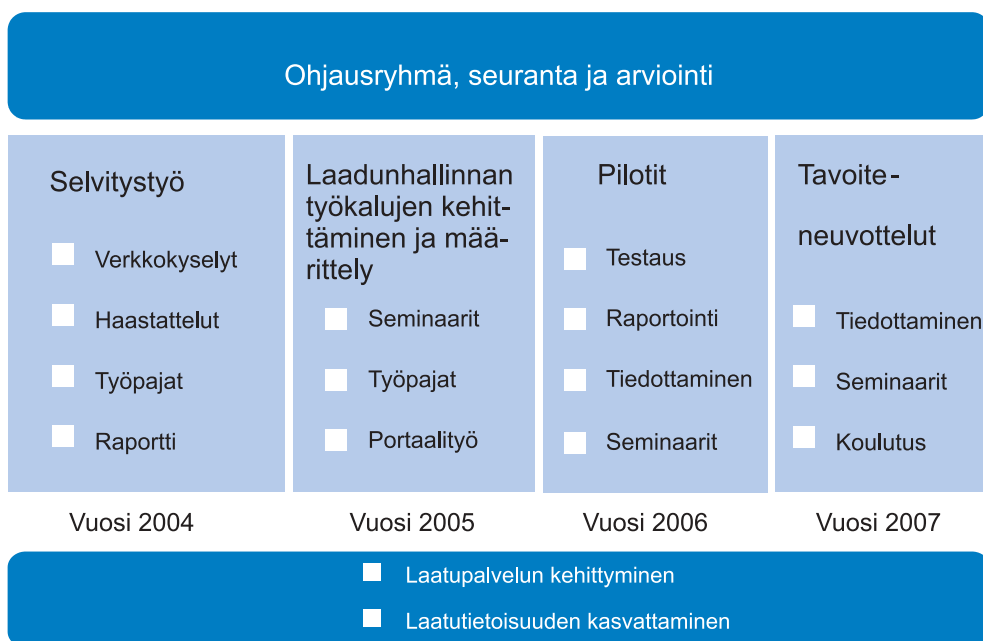 Ohjausryhmä, seuranta ja arviointi
Selvitystyö
Verkkokyselyt
Haastattelut
Työpajat
Raportti
Vuosi 2004
Laadunhallinnan
työkalujen kehit-
täminen ja mää-
rittely
Seminaarit
Työpajat
Portaalityö
Vuosi 2005
Pilotit
Testaus
Raportointi
Tiedottaminen
Seminaarit
Vuosi 2006
Tavoite-
neuvottelut
Tiedottaminen
Seminaarit
Koulutus
Vuosi 2007
Laatupalvelun kehittyminen
Laatutietoisuuden kasvattaminen